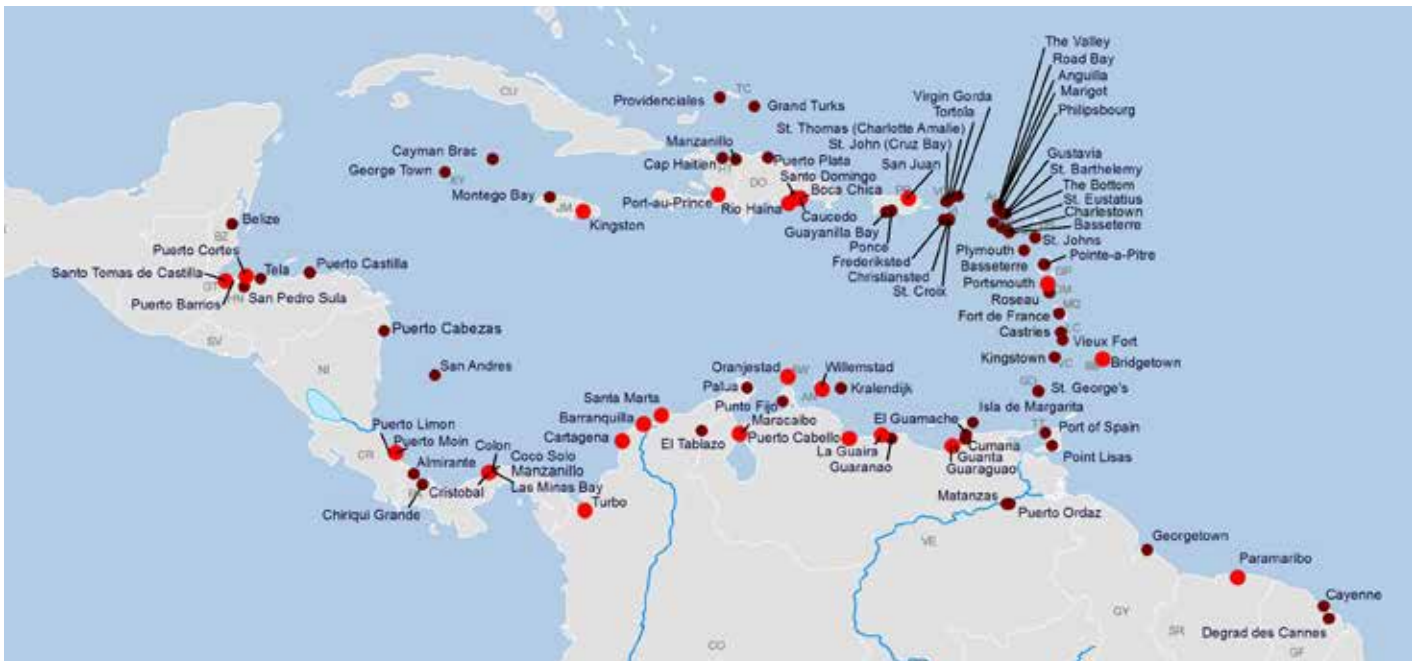 The Valley
Road Bay
Anguilla
Marigot
Philipsbourg
CU
TC
Providenciales
Grand Turks
Virgin Gorda
Tortola
St. Thomas (Charlotte Amalie)
St. John (Cruz Bay)
San Juan
Manzanillo
Cap Haitien
Puerto Plata
Santo Domingo
Boca Chica
DO
Gustavia
St. Barthelemy
The Bottom
St. Eustatius
Charlestown
Basseterre
Cayman Brac
George Town
KY
Montego Bay
JM
Kingston
Port-au-Prince
Rio Haina
Caucedo
Guayanilla Bay
Ponce
Frederiksted
Christiansted
St. Croix
St. Johns
Plymouth
Basseterre
Pointe-a-Pitre
GP
Portsmouth
DM
Roseau
MQ
Fort de France
Castries
LC
Vieux Fort
Kingstown
VC
Bridgetown
Belize
BZ
Puerto Cortes
Santo Tomas de Castilla
Tela
Puerto Castilla
GT
Puerto Barrios
HN
San Pedro Sula
SV
Puerto Cabezas
NI
San Andres
Oranjestad
AW
Willemstad
Palua
AN
Kralendijk
Punto Fijo
GD
St. George's
Santa Marta
Barranquilla
Maracaibo
El Guamache
Isla de Margarita
Cartagena
El Tablazo
Puerto Cabello
La Guaira
Cumana
TT
Port of Spain
Guaranao
Guanta
Guaraguao
Point Lisas
Puerto Limon
Puerto Moin
CR
Almirante
Colon
Coco Solo
Manzanillo
Cristobal
Las Minas Bay
PA
Chiriqui Grande
Turbo
Matanzas
Puerto Ordaz
VE
Georgetown
Paramaribo
Cayenne
Degrad des Cannes
CO
GY
SR
GF